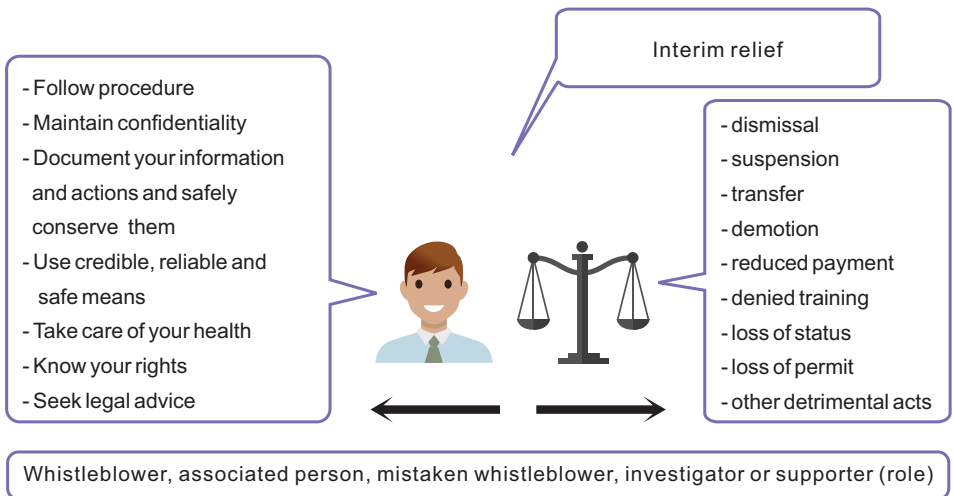 Interim relief
- Follow procedure
- Maintain confidentiality
- Document your information
and actions and safely
conserve them
- Use credible, reliable and
safe means
- Take care of your health
- Know your rights
- Seek legal advice
- dismissal
- suspension
- transfer
- demotion
- reduced payment
- denied training
- loss of status
- loss of permit
- other detrimental acts
Whistleblower, associated person, mistaken whistleblower, investigator or supporter (role)